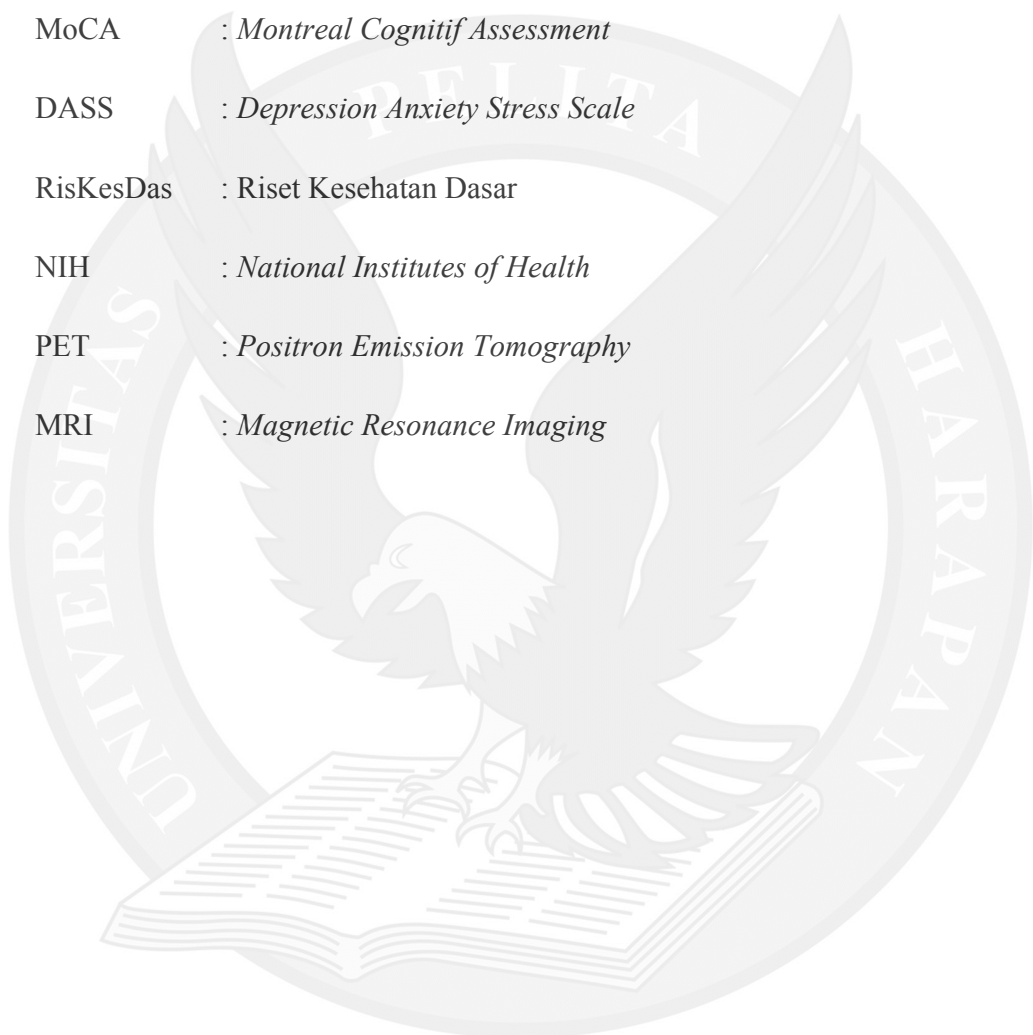 MoCA : Montreal Cognitif Assessment
DASS : Depression Anxiety Stress Scale
RisKesDas : Riset Kesehatan Dasar
NIH : National Institutes of Health
PET : Positron Emission Tomography
MRI : Magnetic Resonance Imaging
UNIVERSITAS PELITA HARAPAN